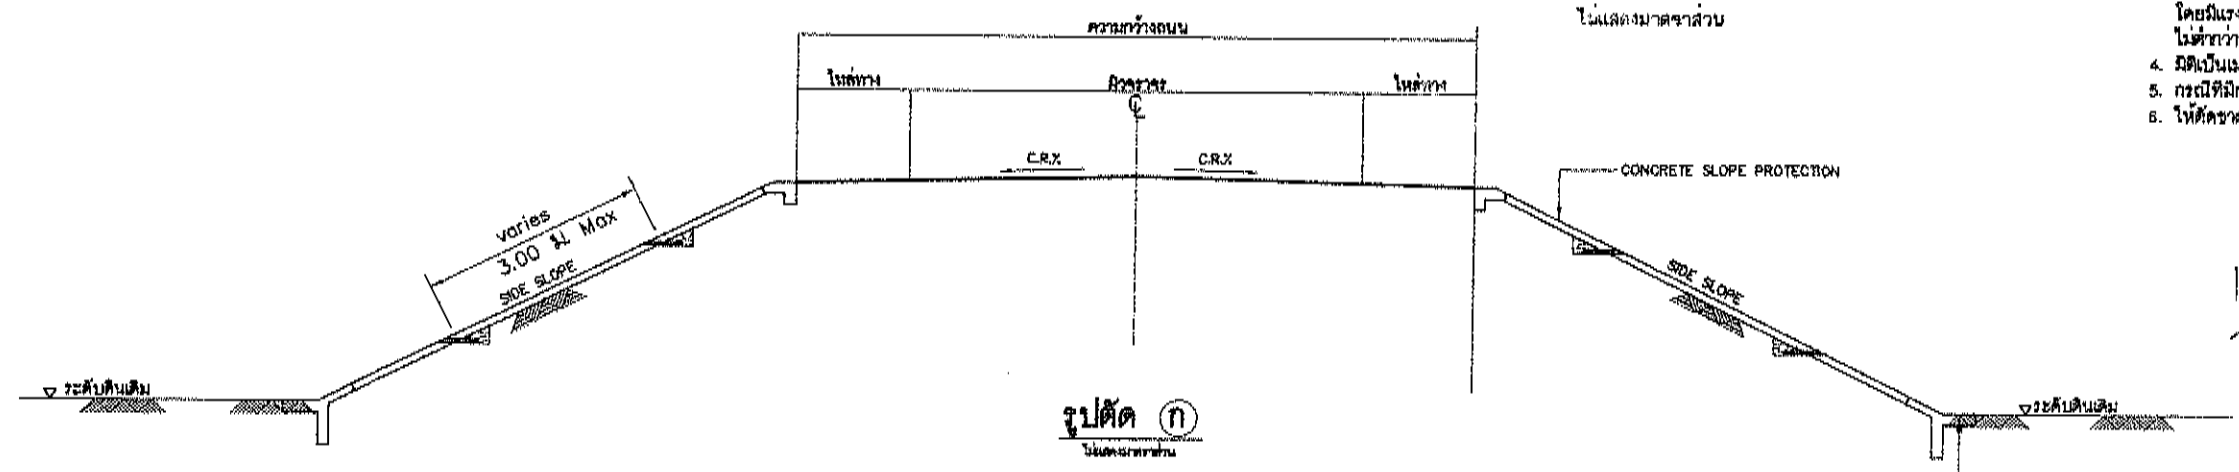 ไม่แสดงมาตราส่วน
โดยมีแรง
ไม่ต่ำกว่า
4. มิติเป็นเม
5. กรณีที่มีก
6. ให้ตัดขา
ความกว้างถนน
ไหล่ทาง ผิวจราจร ไหล่ทาง
C.R.% C.R.%
CONCRETE SLOPE PROTECTION
varies
3.00 ม. Max
SIDE SLOPE
SIDE SLOPE
ระดับดินเดิม
ระดับดินเดิม
รูปตัด ก
ไม่แสดงมาตราส่วน